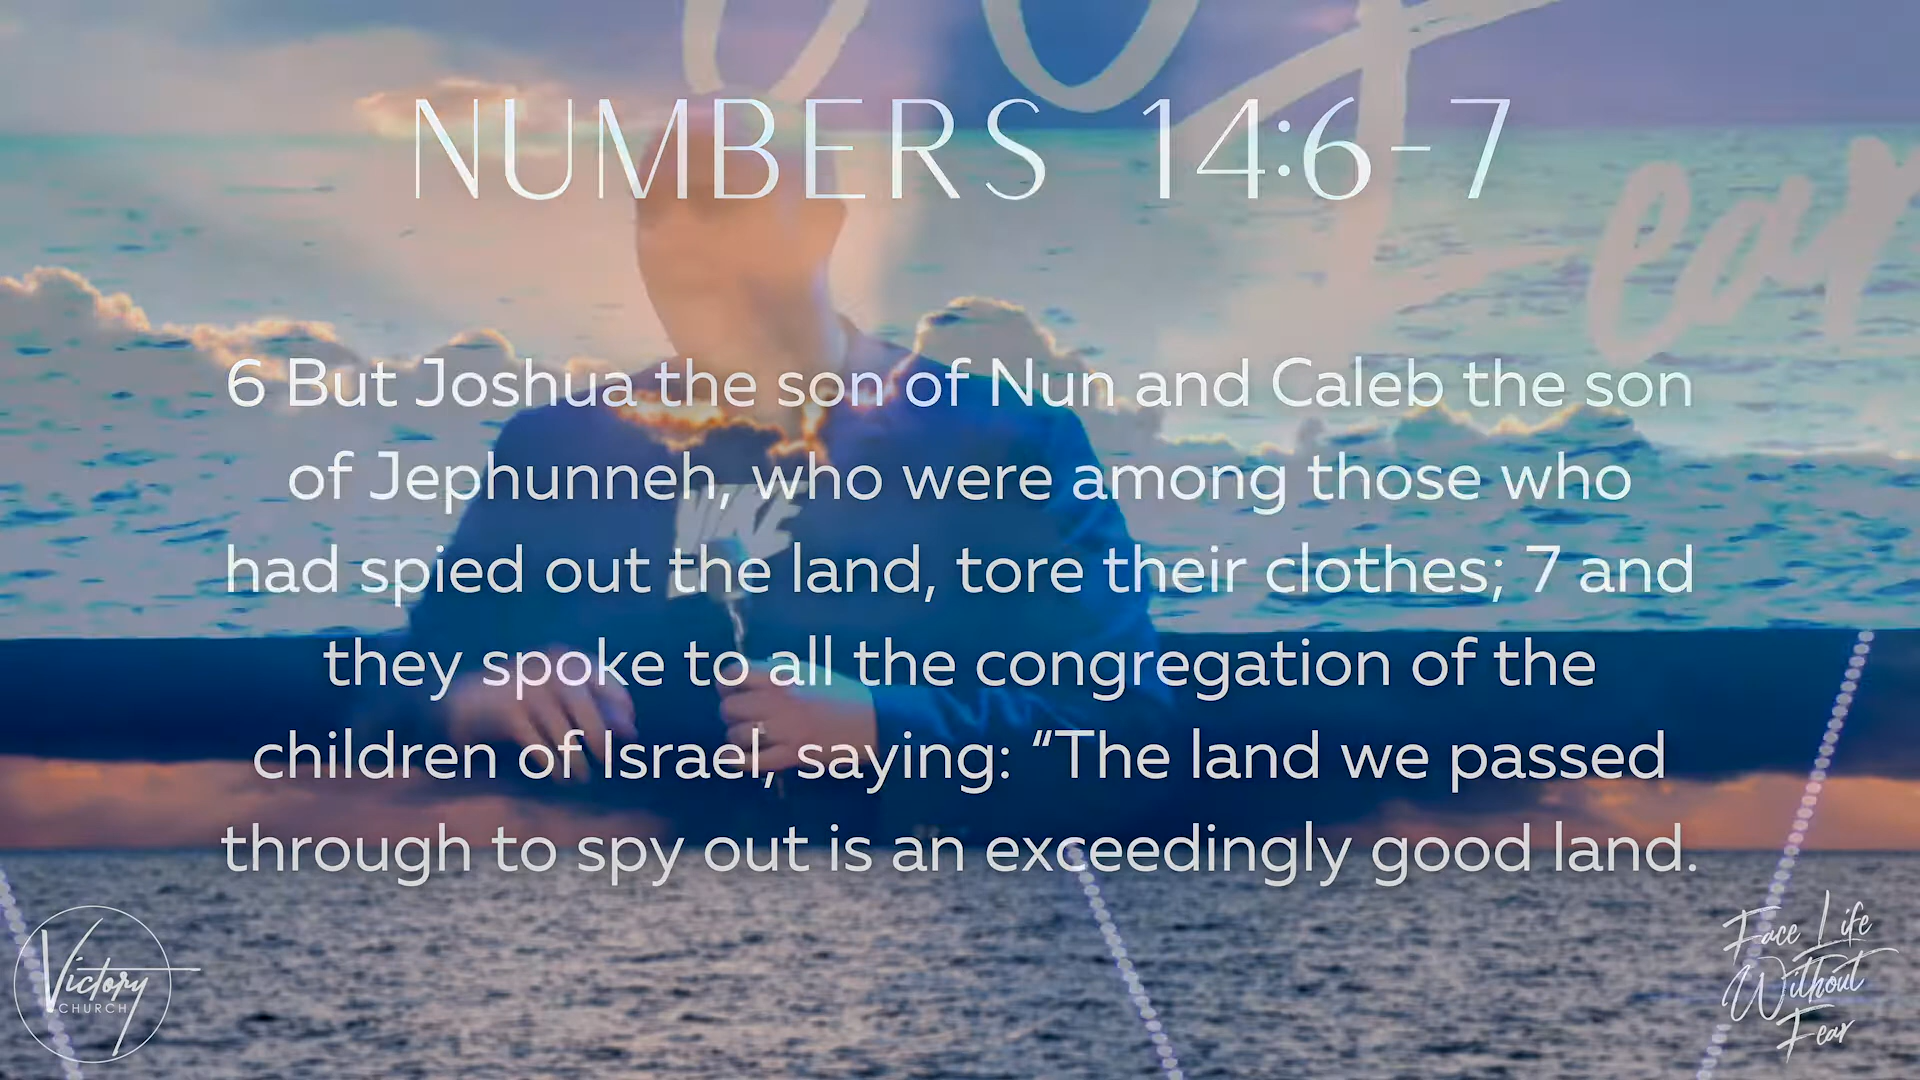 NUMBERS 14:6-7
ear
6 But Joshua the son of Nun and Caleb the son
of Jephunneh, who were among those who
had spied out the land, tore their clothes; 7 and
they spoke to all the congregation of the
children of Israel, saying: “The land we passed
through to spy out is an exceedingly good land.
Victory
CHURCH
Face Life
Without
Fear